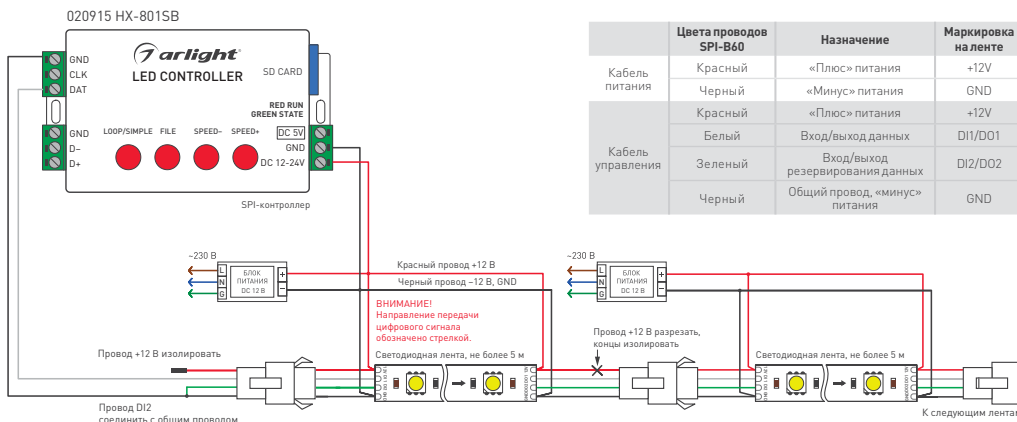 020915 HX-801SB
arlight
LED CONTROLLER
SD CARD
GND
CLK
DAT
RED RUN
GREEN STATE
GND
D–
D+
LOOP/SIMPLE FILE SPEED– SPEED+
DC 5V
GND
DC 12-24V
SPI-контроллер
Цвета проводов SPI-B60 Назначение Маркировка на ленте
Кабель питания
Красный «Плюс» питания +12V
Черный «Минус» питания GND
Кабель управления
Красный «Плюс» питания +12V
Белый Вход/выход данных DI1/DO1
Зеленый Вход/выход резервирования данных DI2/DO2
Черный Общий провод, «минус» питания GND
~230 В
L
N
G
БЛОК
ПИТАНИЯ
DC 12 В
+
–
Красный провод +12 В
Черный провод –12 В, GND
ВНИМАНИЕ!
Направление передачи
цифрового сигнала
обозначено стрелкой.
Светодиодная лента, не более 5 м
~230 В
L
N
G
БЛОК
ПИТАНИЯ
DC 12 В
+
–
Провод +12 В разрезать,
концы изолировать
Светодиодная лента, не более 5 м
Провод +12 В изолировать
Провод DI2
соединить с общим проводом
К следующим лентам